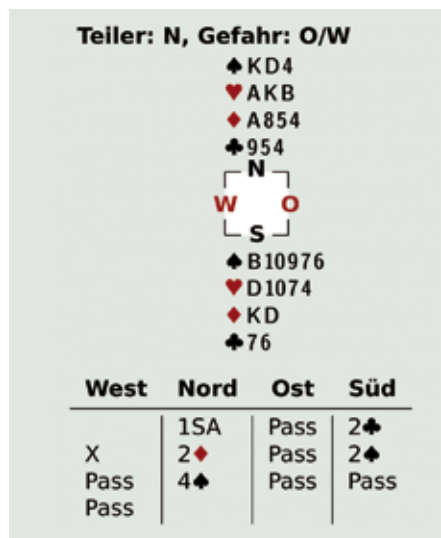 Teiler: N, Gefahr: O/W
♠KD4
♥AKB
♦A854
♣954
N
W O
S
♠B10976
♥D1074
♦KD
♣76
West Nord Ost Süd
1SA Pass 2♣
X 2♦ Pass 2♠
Pass 4♠ Pass Pass
Pass